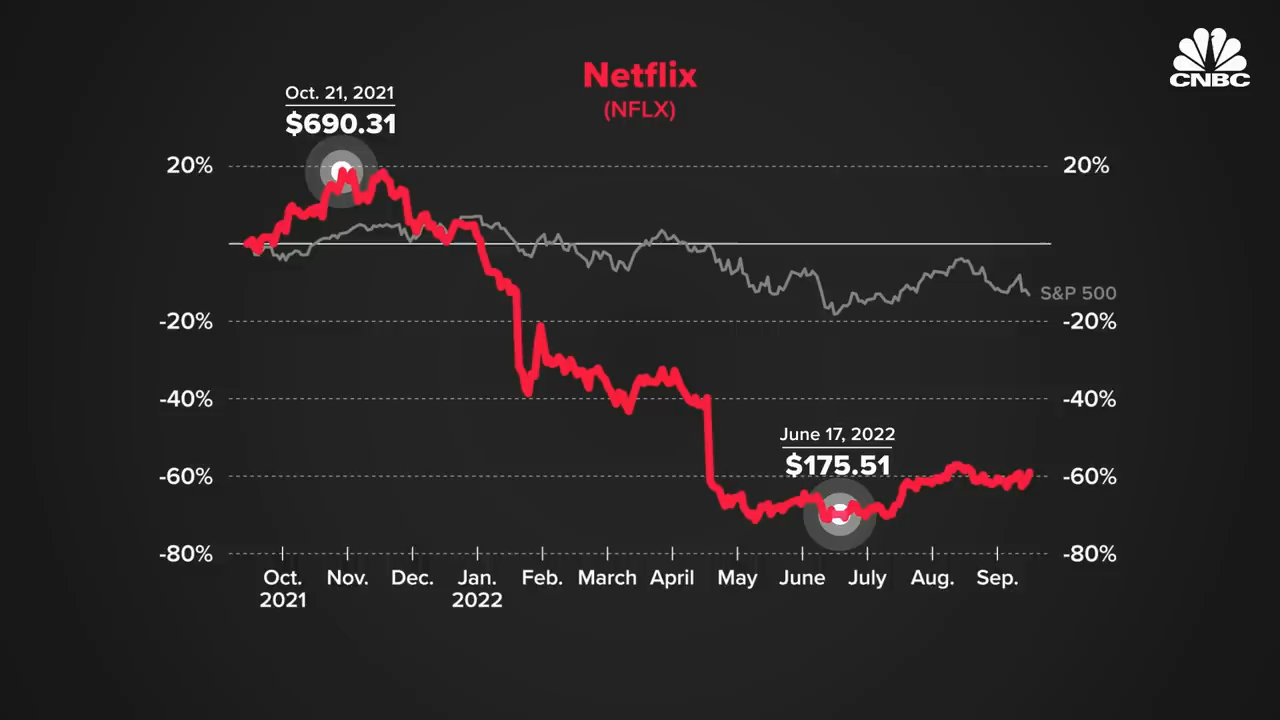 CNBC
Netflix
(NFLX)
Oct. 21, 2021
$690.31
20%
20%
S&P 500
-20%
-20%
-40%
-40%
June 17, 2022
$175.51
-60%
-60%
-80%
-80%
Oct. Nov. Dec. Jan. Feb. March April May June July Aug. Sep.
2021 2022